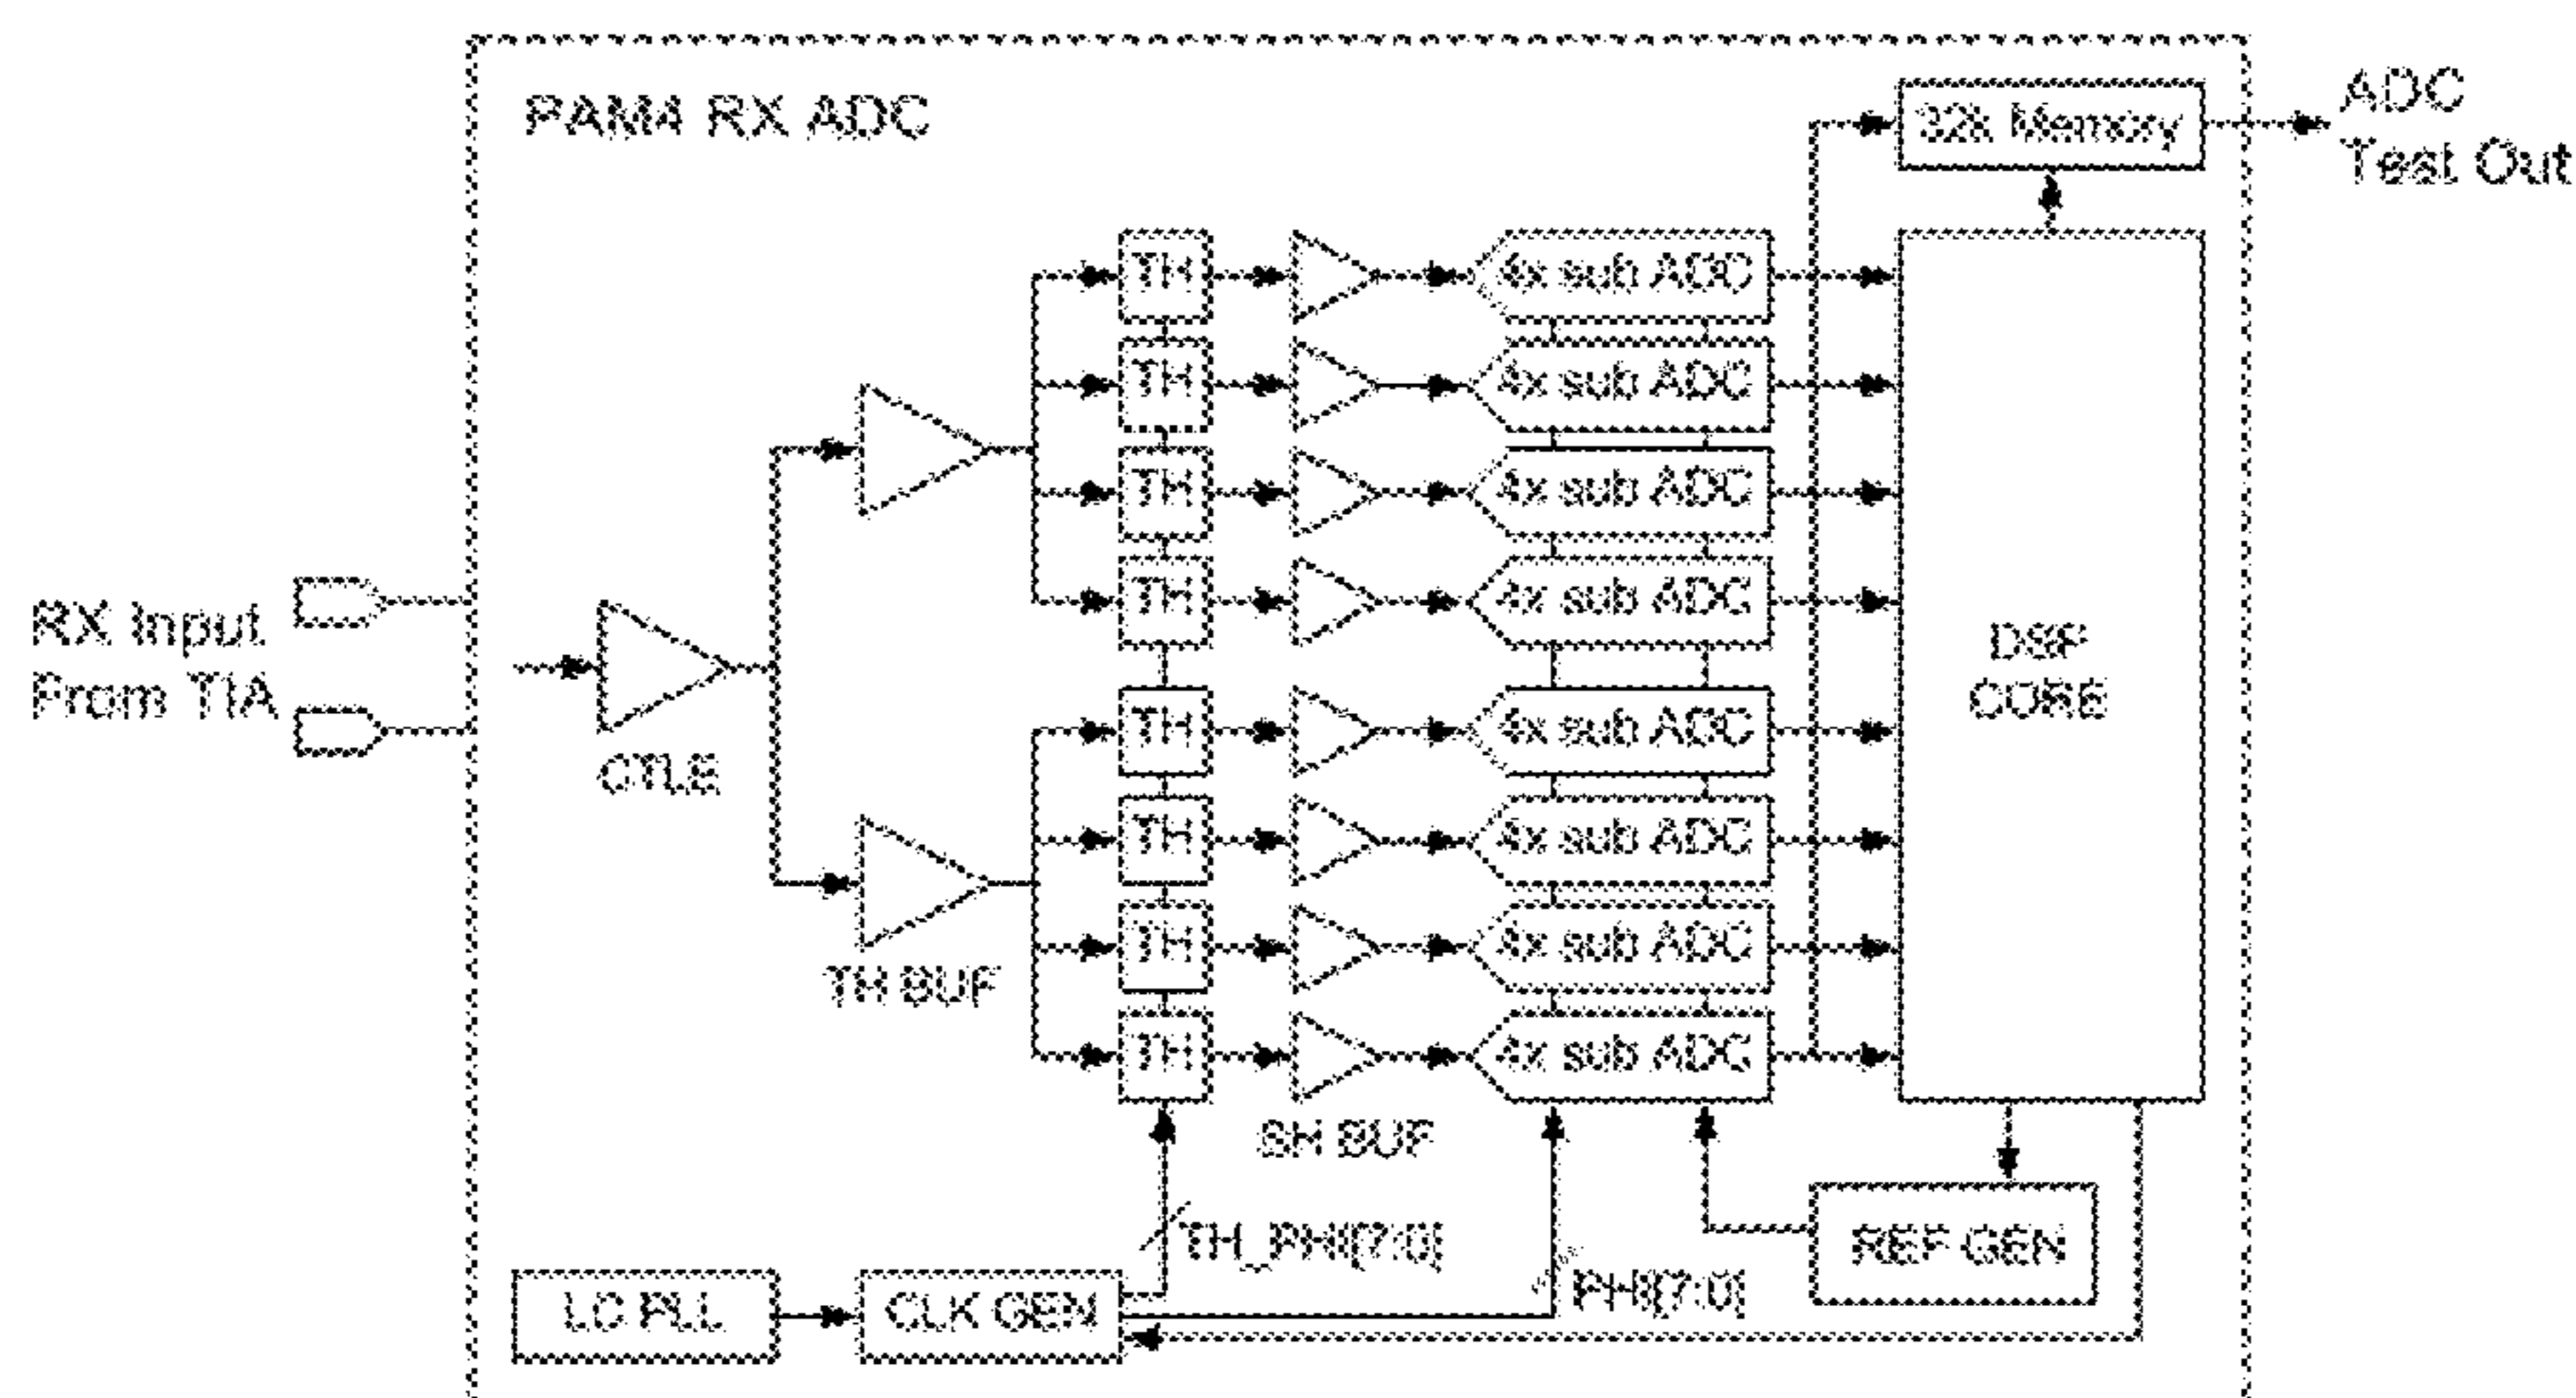 PAM4 RX ADC
32k Memory
ADC
Test Out
TH
4x sub ADC
TH
4x sub ADC
TH
4x sub ADC
TH
4x sub ADC
RX Input
From TIA
CTLE
DSP
CORE
TH
4x sub ADC
TH
4x sub ADC
TH
4x sub ADC
TH
4x sub ADC
TH BUF
SH BUF
TH_PHI[7:0]
PHI[7:0]
REF GEN
LC PLL
CLK GEN